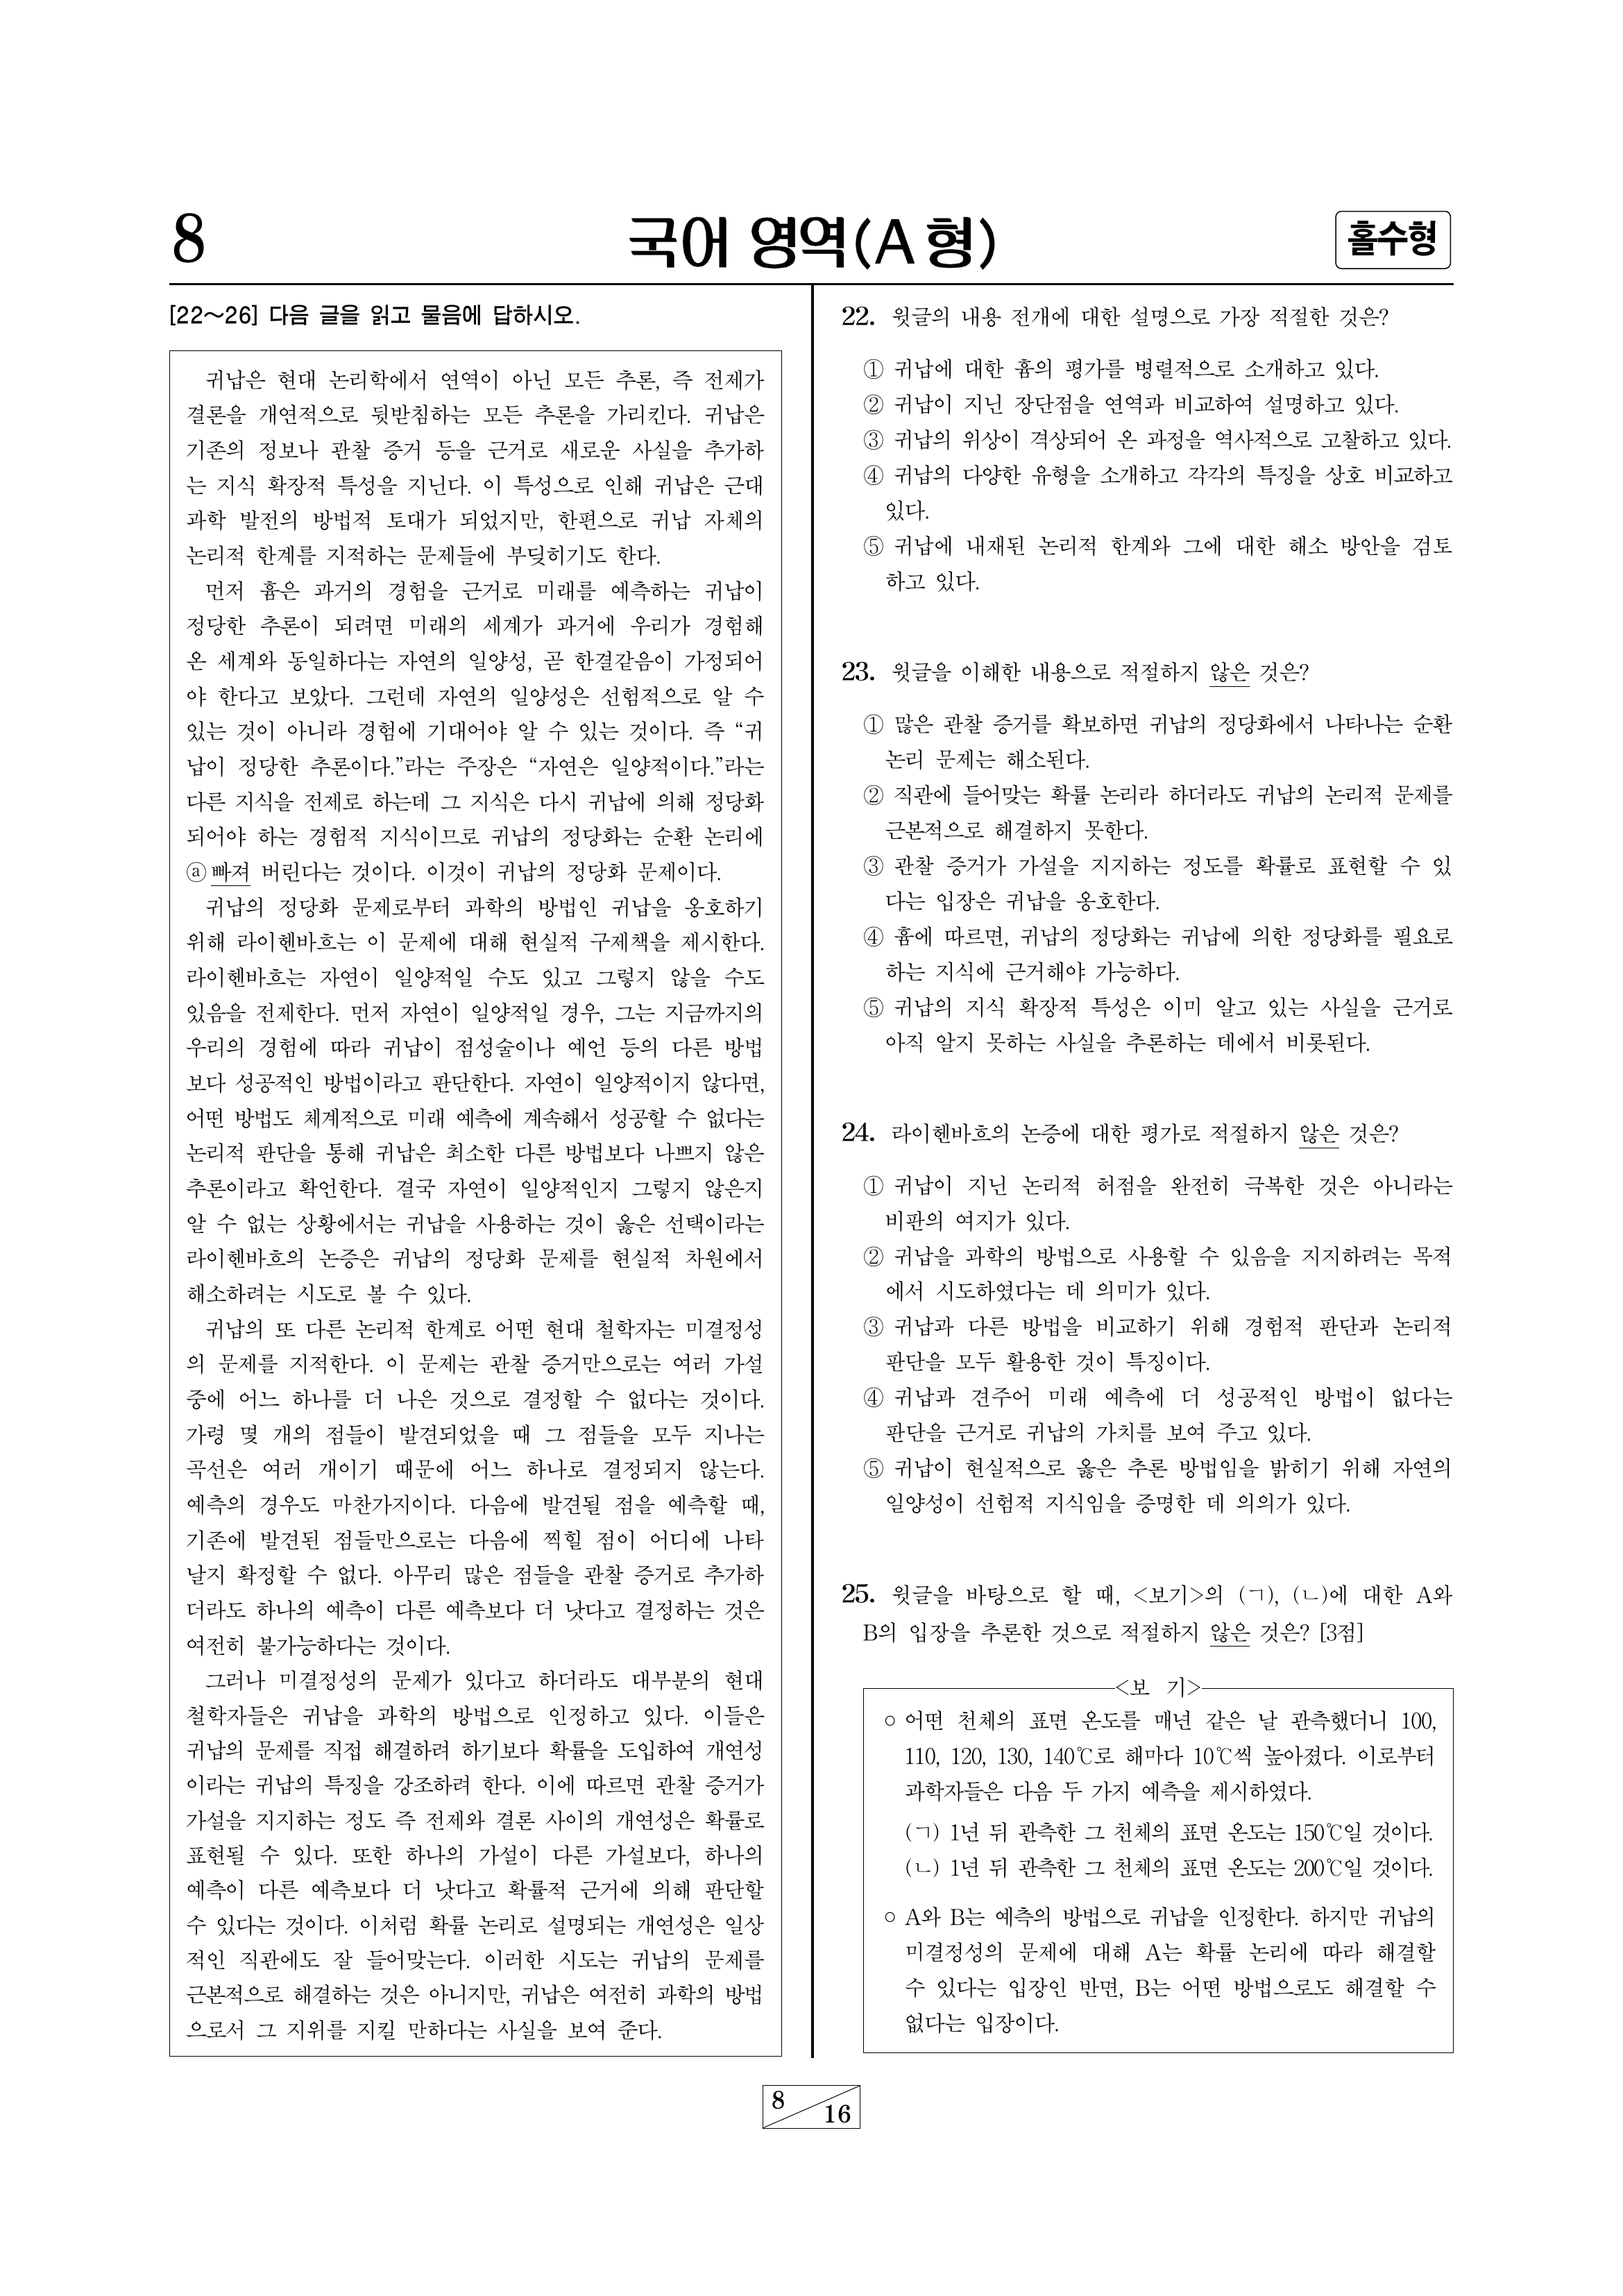 8
국어 영역(A 형)
홀수형
[22～26] 다음 글을 읽고 물음에 답하시오.
귀납은 현대 논리학에서 연역이 아닌 모든 추론, 즉 전제가
결론을 개연적으로 뒷받침하는 모든 추론을 가리킨다. 귀납은
기존의 정보나 관찰 증거 등을 근거로 새로운 사실을 추가하
는 지식 확장적 특성을 지닌다. 이 특성으로 인해 귀납은 근대
과학 발전의 방법적 토대가 되었지만, 한편으로 귀납 자체의
논리적 한계를 지적하는 문제들에 부딪히기도 한다.
먼저 흄은 과거의 경험을 근거로 미래를 예측하는 귀납이
정당한 추론이 되려면 미래의 세계가 과거에 우리가 경험해
온 세계와 동일하다는 자연의 일양성, 곧 한결같음이 가정되어
야 한다고 보았다. 그런데 자연의 일양성은 선험적으로 알 수
있는 것이 아니라 경험에 기대어야 알 수 있는 것이다. 즉 “귀
납이 정당한 추론이다.”라는 주장은 “자연은 일양적이다.”라는
다른 지식을 전제로 하는데 그 지식은 다시 귀납에 의해 정당화
되어야 하는 경험적 지식이므로 귀납의 정당화는 순환 논리에
ⓐ 빠져 버린다는 것이다. 이것이 귀납의 정당화 문제이다.
귀납의 정당화 문제로부터 과학의 방법인 귀납을 옹호하기
위해 라이헨바흐는 이 문제에 대해 현실적 구제책을 제시한다.
라이헨바흐는 자연이 일양적일 수도 있고 그렇지 않을 수도
있음을 전제한다. 먼저 자연이 일양적일 경우, 그는 지금까지의
우리의 경험에 따라 귀납이 점성술이나 예언 등의 다른 방법
보다 성공적인 방법이라고 판단한다. 자연이 일양적이지 않다면,
어떤 방법도 체계적으로 미래 예측에 계속해서 성공할 수 없다는
논리적 판단을 통해 귀납은 최소한 다른 방법보다 나쁘지 않은
추론이라고 확언한다. 결국 자연이 일양적인지 그렇지 않은지
알 수 없는 상황에서는 귀납을 사용하는 것이 옳은 선택이라는
라이헨바흐의 논증은 귀납의 정당화 문제를 현실적 차원에서
해소하려는 시도로 볼 수 있다.
귀납의 또 다른 논리적 한계로 어떤 현대 철학자는 미결정성
의 문제를 지적한다. 이 문제는 관찰 증거만으로는 여러 가설
중에 어느 하나를 더 나은 것으로 결정할 수 없다는 것이다.
가령 몇 개의 점들이 발견되었을 때 그 점들을 모두 지나는
곡선은 여러 개이기 때문에 어느 하나로 결정되지 않는다.
예측의 경우도 마찬가지이다. 다음에 발견될 점을 예측할 때,
기존에 발견된 점들만으로는 다음에 찍힐 점이 어디에 나타
날지 확정할 수 없다. 아무리 많은 점들을 관찰 증거로 추가하
더라도 하나의 예측이 다른 예측보다 더 낫다고 결정하는 것은
여전히 불가능하다는 것이다.
그러나 미결정성의 문제가 있다고 하더라도 대부분의 현대
철학자들은 귀납을 과학의 방법으로 인정하고 있다. 이들은
귀납의 문제를 직접 해결하려 하기보다 확률을 도입하여 개연성
이라는 귀납의 특징을 강조하려 한다. 이에 따르면 관찰 증거가
가설을 지지하는 정도 즉 전제와 결론 사이의 개연성은 확률로
표현될 수 있다. 또한 하나의 가설이 다른 가설보다, 하나의
예측이 다른 예측보다 더 낫다고 확률적 근거에 의해 판단할
수 있다는 것이다. 이처럼 확률 논리로 설명되는 개연성은 일상
적인 직관에도 잘 들어맞는다. 이러한 시도는 귀납의 문제를
근본적으로 해결하는 것은 아니지만, 귀납은 여전히 과학의 방법
으로서 그 지위를 지킬 만하다는 사실을 보여 준다.
22. 윗글의 내용 전개에 대한 설명으로 가장 적절한 것은?
① 귀납에 대한 흄의 평가를 병렬적으로 소개하고 있다.
② 귀납이 지닌 장단점을 연역과 비교하여 설명하고 있다.
③ 귀납의 위상이 격상되어 온 과정을 역사적으로 고찰하고 있다.
④ 귀납의 다양한 유형을 소개하고 각각의 특징을 상호 비교하고
있다.
⑤ 귀납에 내재된 논리적 한계와 그에 대한 해소 방안을 검토
하고 있다.
23. 윗글을 이해한 내용으로 적절하지 않은 것은?
① 많은 관찰 증거를 확보하면 귀납의 정당화에서 나타나는 순환
논리 문제는 해소된다.
② 직관에 들어맞는 확률 논리라 하더라도 귀납의 논리적 문제를
근본적으로 해결하지 못한다.
③ 관찰 증거가 가설을 지지하는 정도를 확률로 표현할 수 있
다는 입장은 귀납을 옹호한다.
④ 흄에 따르면, 귀납의 정당화는 귀납에 의한 정당화를 필요로
하는 지식에 근거해야 가능하다.
⑤ 귀납의 지식 확장적 특성은 이미 알고 있는 사실을 근거로
아직 알지 못하는 사실을 추론하는 데에서 비롯된다.
24. 라이헨바흐의 논증에 대한 평가로 적절하지 않은 것은?
① 귀납이 지닌 논리적 허점을 완전히 극복한 것은 아니라는
비판의 여지가 있다.
② 귀납을 과학의 방법으로 사용할 수 있음을 지지하려는 목적
에서 시도하였다는 데 의미가 있다.
③ 귀납과 다른 방법을 비교하기 위해 경험적 판단과 논리적
판단을 모두 활용한 것이 특징이다.
④ 귀납과 견주어 미래 예측에 더 성공적인 방법이 없다는
판단을 근거로 귀납의 가치를 보여 주고 있다.
⑤ 귀납이 현실적으로 옳은 추론 방법임을 밝히기 위해 자연의
일양성이 선험적 지식임을 증명한 데 의의가 있다.
25. 윗글을 바탕으로 할 때, <보기>의 (ㄱ), (ㄴ)에 대한 A와
B의 입장을 추론한 것으로 적절하지 않은 것은? [3점]
<보 기>
○ 어떤 천체의 표면 온도를 매년 같은 날 관측했더니 100,
110, 120, 130, 140℃로 해마다 10℃씩 높아졌다. 이로부터
과학자들은 다음 두 가지 예측을 제시하였다.
(ㄱ) 1년 뒤 관측한 그 천체의 표면 온도는 150℃일 것이다.
(ㄴ) 1년 뒤 관측한 그 천체의 표면 온도는 200℃일 것이다.
○ A와 B는 예측의 방법으로 귀납을 인정한다. 하지만 귀납의
미결정성의 문제에 대해 A는 확률 논리에 따라 해결할
수 있다는 입장인 반면, B는 어떤 방법으로도 해결할 수
없다는 입장이다.
8
16